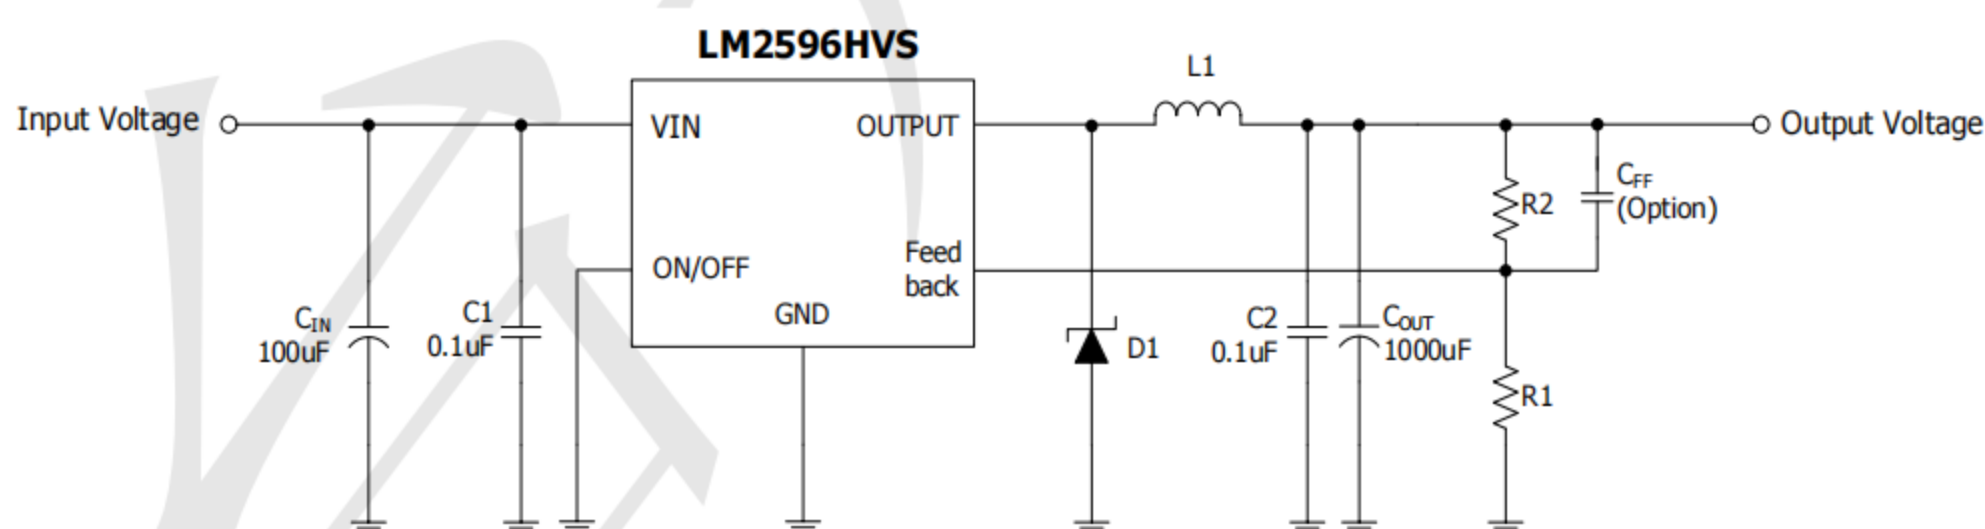 LM2596HVS
L1
Input Voltage
VIN
OUTPUT
Output Voltage
CFF
(Option)
R2
ON/OFF
Feed
back
GND
CIN
100uF
C1
0.1uF
D1
C2
0.1uF
COUT
1000uF
R1